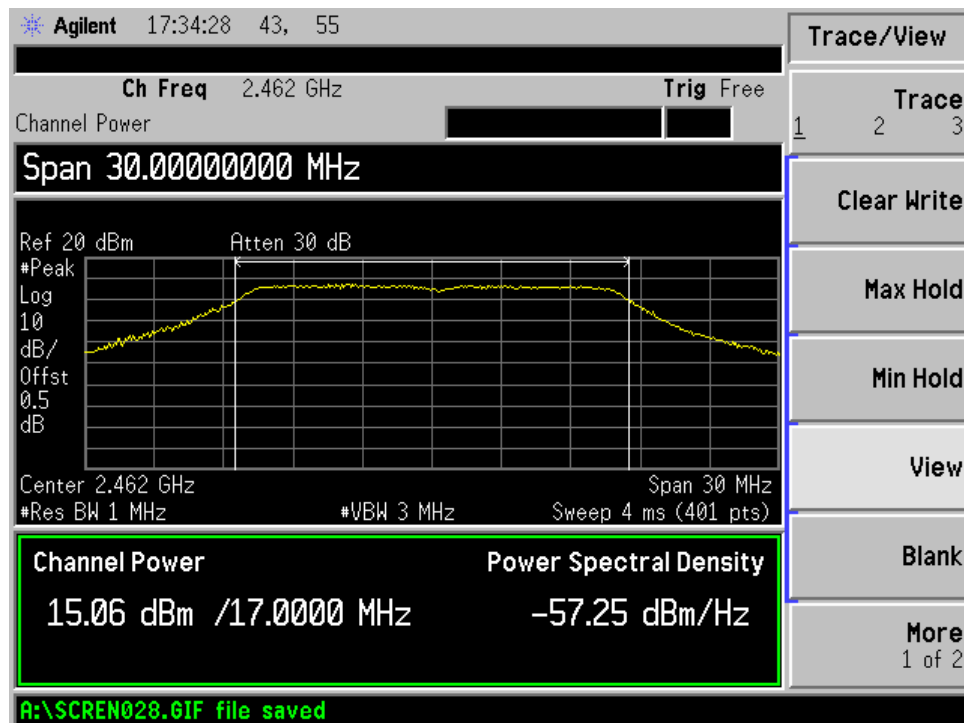 Agilent 17:34:28 43, 55
Trace/View
Ch Freq 2.462 GHz Trig Free
Channel Power
Trace
1 2 3
Span 30.00000000 MHz
Clear Write
Ref 20 dBm Atten 30 dB
#Peak
Log
10
dB/
Offst
0.5
dB
Max Hold
Min Hold
View
Center 2.462 GHz Span 30 MHz
#Res BW 1 MHz #VBW 3 MHz Sweep 4 ms (401 pts)
Channel Power Power Spectral Density
15.06 dBm /17.0000 MHz -57.25 dBm/Hz
Blank
More
1 of 2
A:\SCREN028.GIF file saved